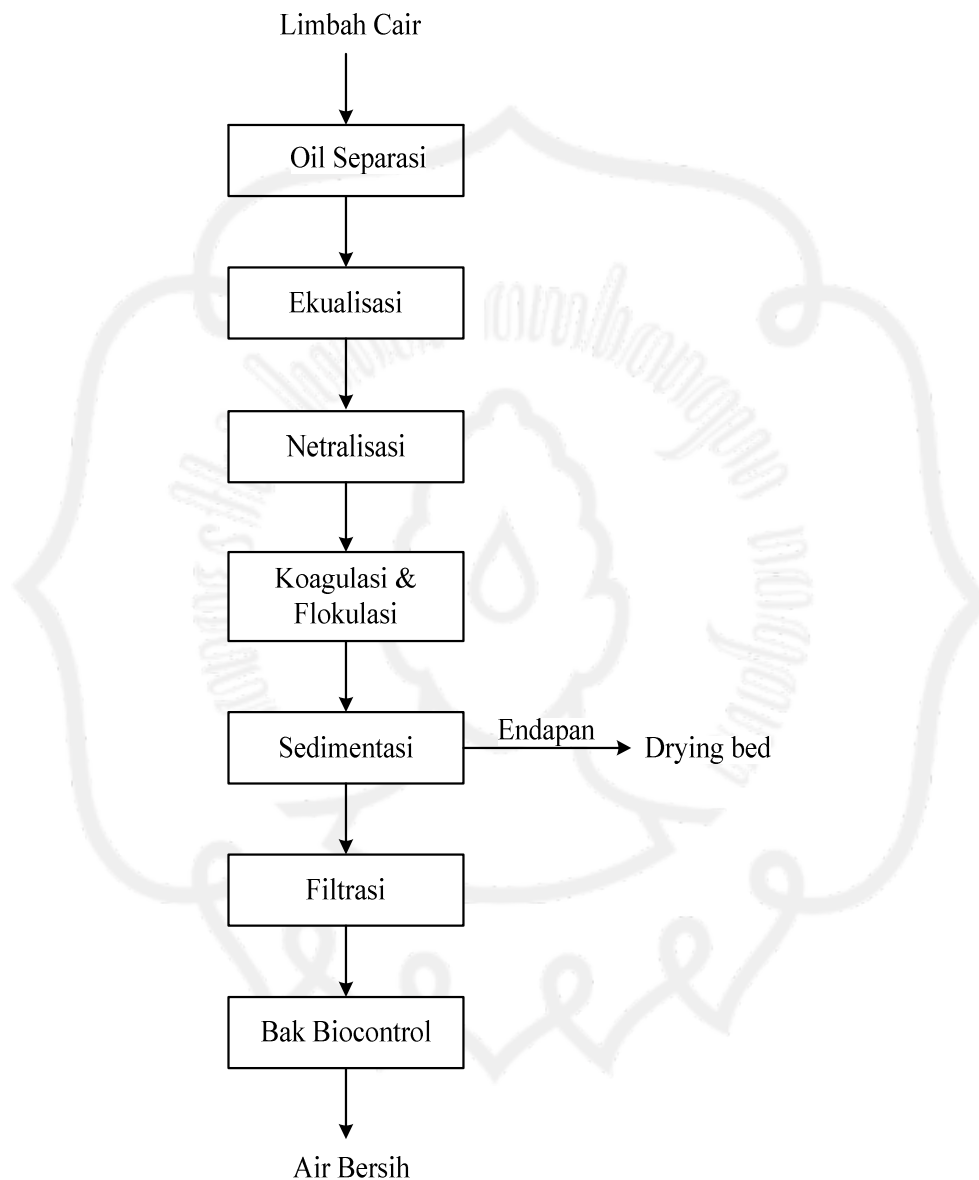 Limbah Cair
Oil Separasi
Ekualisasi
Netralisasi
Koagulasi &
Flokulasi
Sedimentasi
Endapan
Drying bed
Filtrasi
Bak Biocontrol
Air Bersih